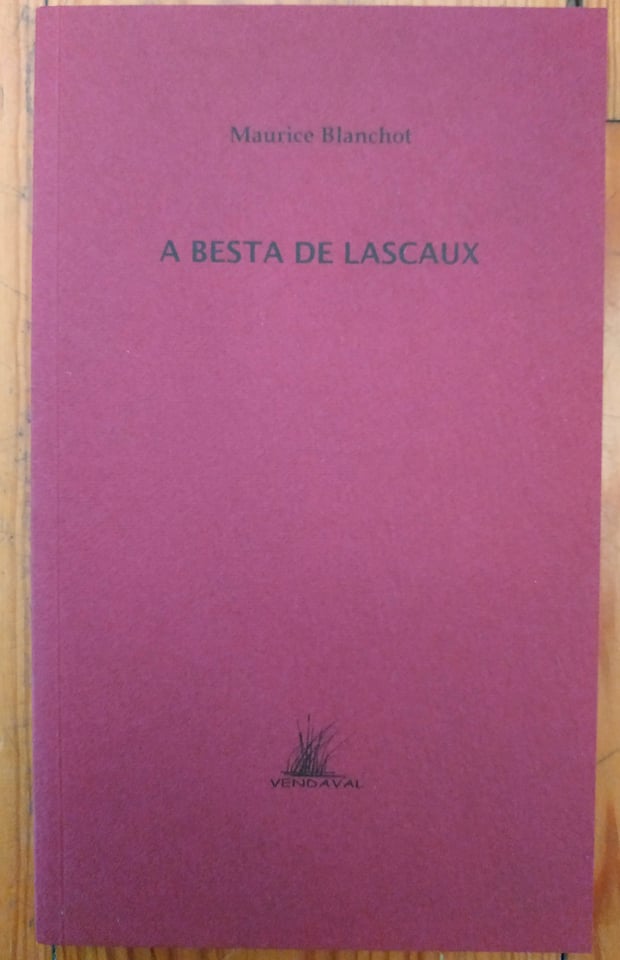 Maurice Blanchot
A BESTA DE LASCAUX
VENDAVAL